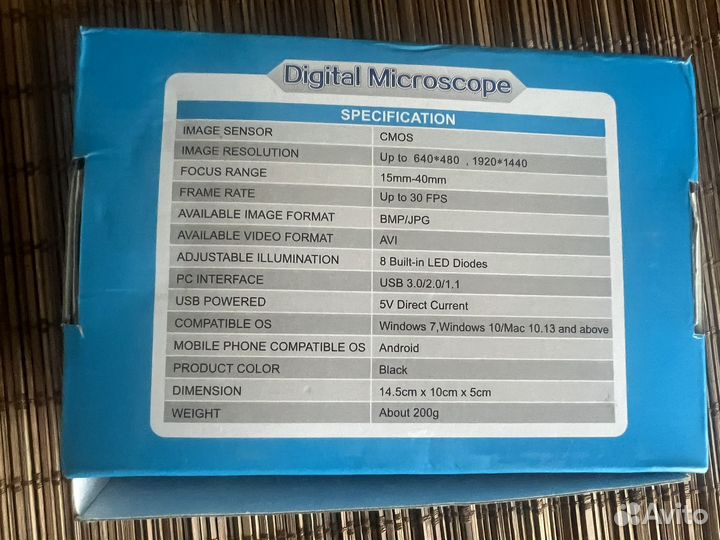 Digital Microscope
SPECIFICATION
IMAGE SENSOR CMOS
IMAGE RESOLUTION Up to 640*480 , 1920*1440
FOCUS RANGE 15mm-40mm
FRAME RATE Up to 30 FPS
AVAILABLE IMAGE FORMAT BMP/JPG
AVAILABLE VIDEO FORMAT AVI
ADJUSTABLE ILLUMINATION 8 Built-in LED Diodes
PC INTERFACE USB 3.0/2.0/1.1
USB POWERED 5V Direct Current
COMPATIBLE OS Windows 7,Windows 10/Mac 10.13 and above
MOBILE PHONE COMPATIBLE OS Android
PRODUCT COLOR Black
DIMENSION 14.5cm x 10cm x 5cm
WEIGHT About 200g
Avito